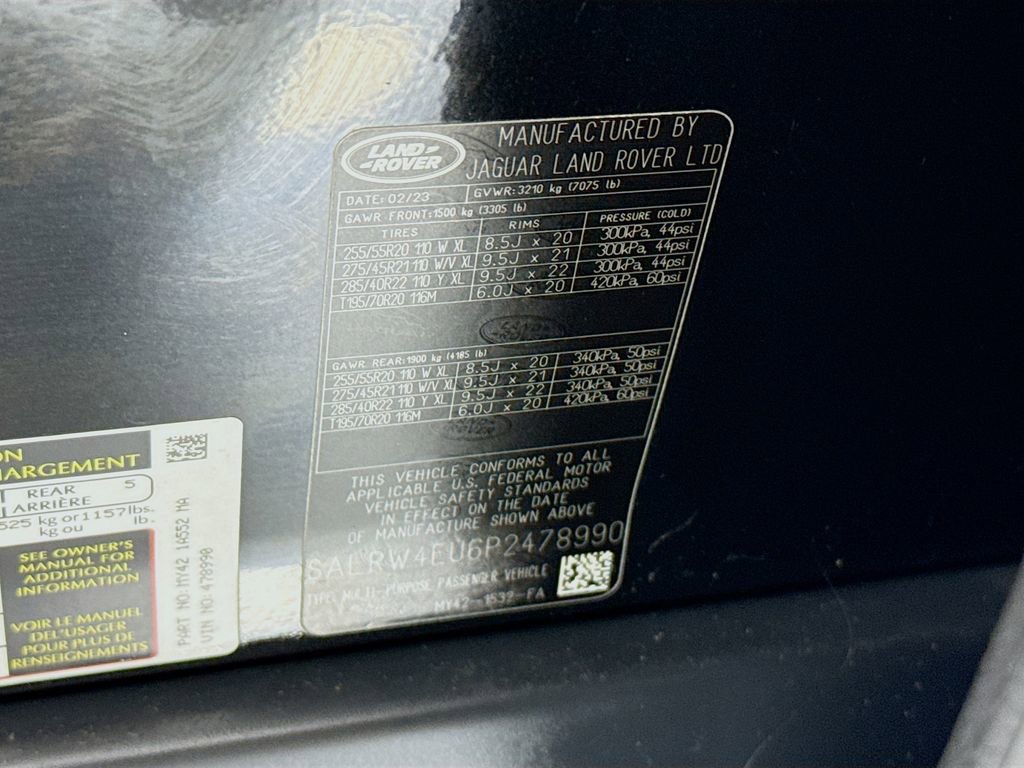 LAND
-ROVER
MANUFACTURED BY
JAGUAR LAND ROVER LTD
DATE: 02/23 GVWR: 3210 kg (7075 lb)
GAWR FRONT: 1500 kg (3305 lb)
TIRES RIMS PRESSURE (COLD)
255/55R20 110 W XL 8.5J x 20 300kPa, 44psi
275/45R21 110 W/V XL 9.5J x 21 300kPa, 44psi
285/40R22 110 Y XL 9.5J x 22 300kPa, 44psi
T195/70R20 116M 6.0J x 20 420kPa, 60psi
GAWR REAR: 1900 kg (4185 lb)
255/55R20 110 W XL 8.5J x 20 340kPa, 50psi
275/45R21 110 W/V XL 9.5J x 21 340kPa, 50psi
285/40R22 110 Y XL 9.5J x 22 340kPa, 50psi
T195/70R20 116M 6.0J x 20 420kPa, 60psi
THIS VEHICLE CONFORMS TO ALL
APPLICABLE U.S. FEDERAL MOTOR
VEHICLE SAFETY STANDARDS
IN EFFECT ON THE DATE
OF MANUFACTURE SHOWN ABOVE
SALRW4EU6P2478990
TYPE: MULTI-PURPOSE PASSENGER VEHICLE
MY42-1532-FA
ON
HARGEMENT
REAR 5
ARRIÈRE
525 kg or 1157 lbs.
kg ou lb.
SEE OWNER'S
MANUAL FOR
ADDITIONAL
INFORMATION
VOIR LE MANUEL
DEL'USAGER
POUR PLUS DE
RENSEIGNEMENTS
PART NO: MY42 1A552 MA
VIN NO: 478990